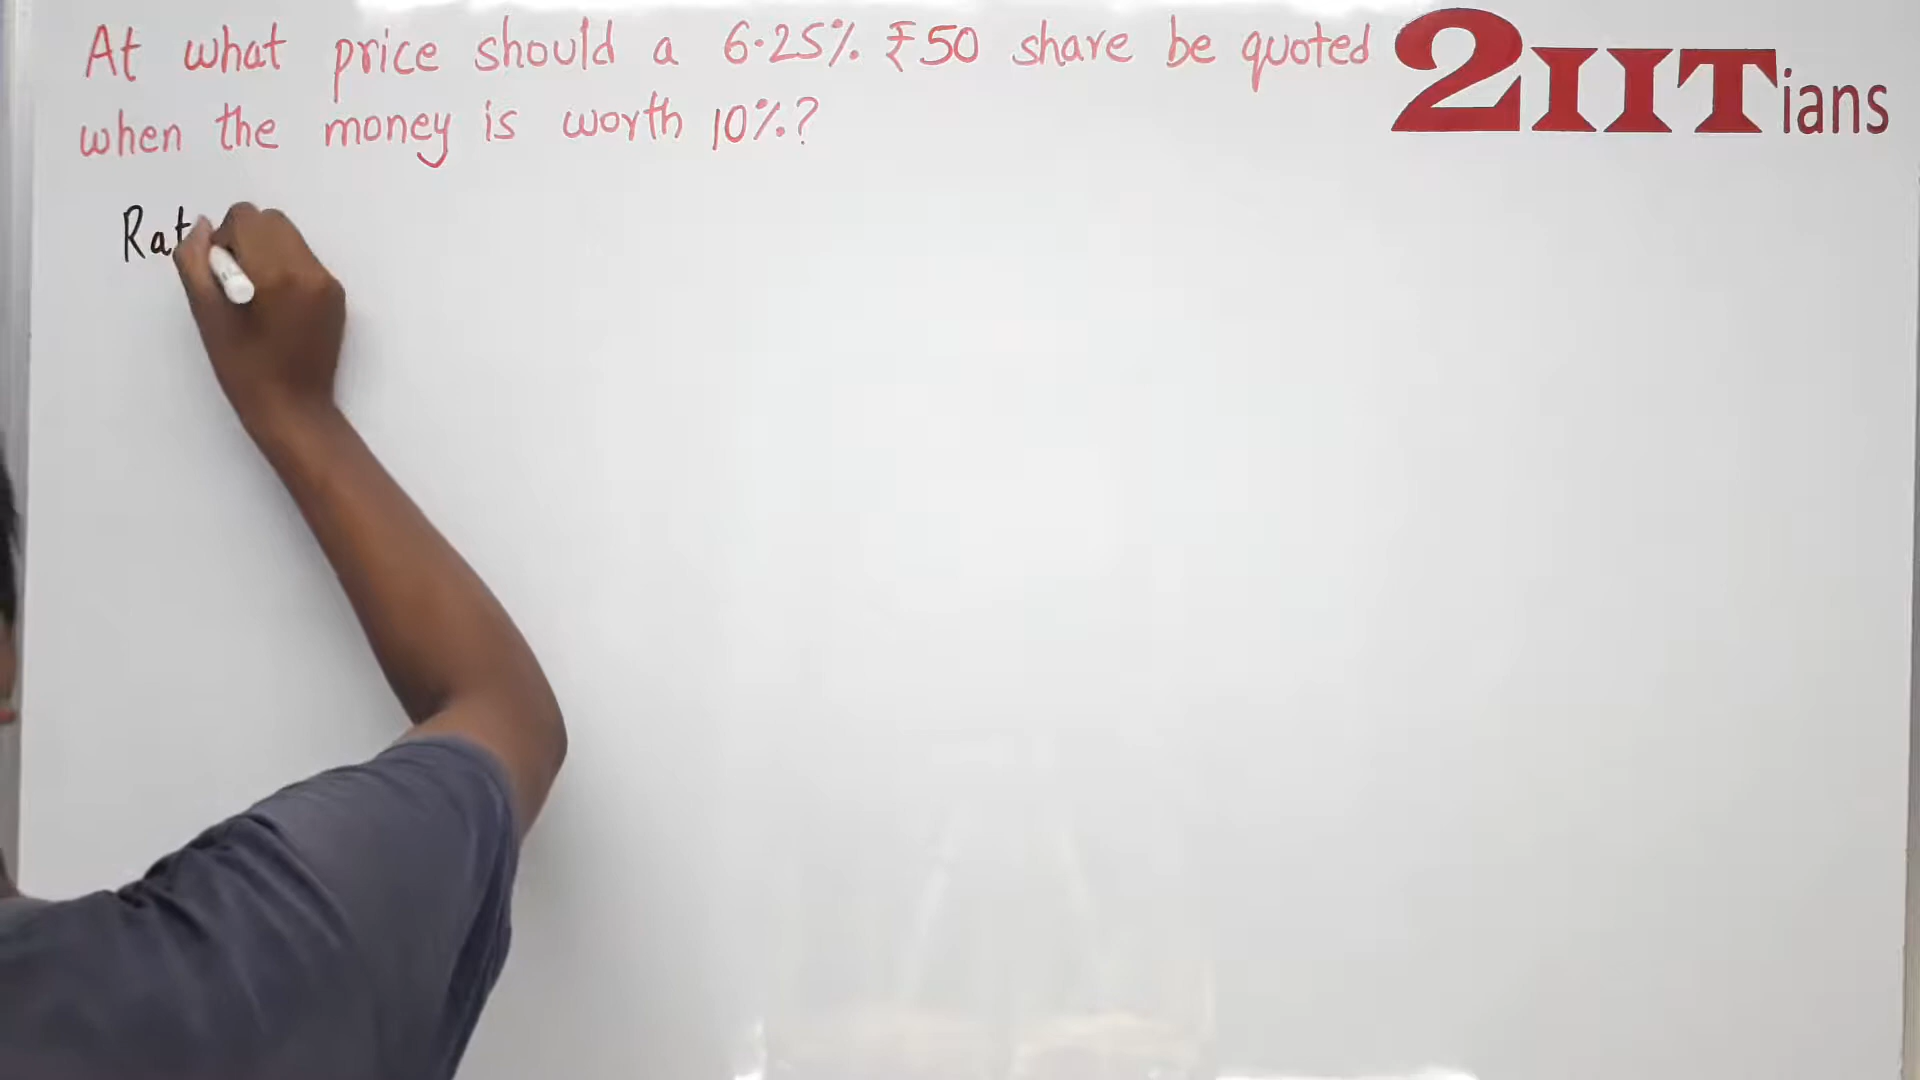 At what price should a 6.25% ₹50 share be quoted
when the money is worth 10%?
2IITians
Rat